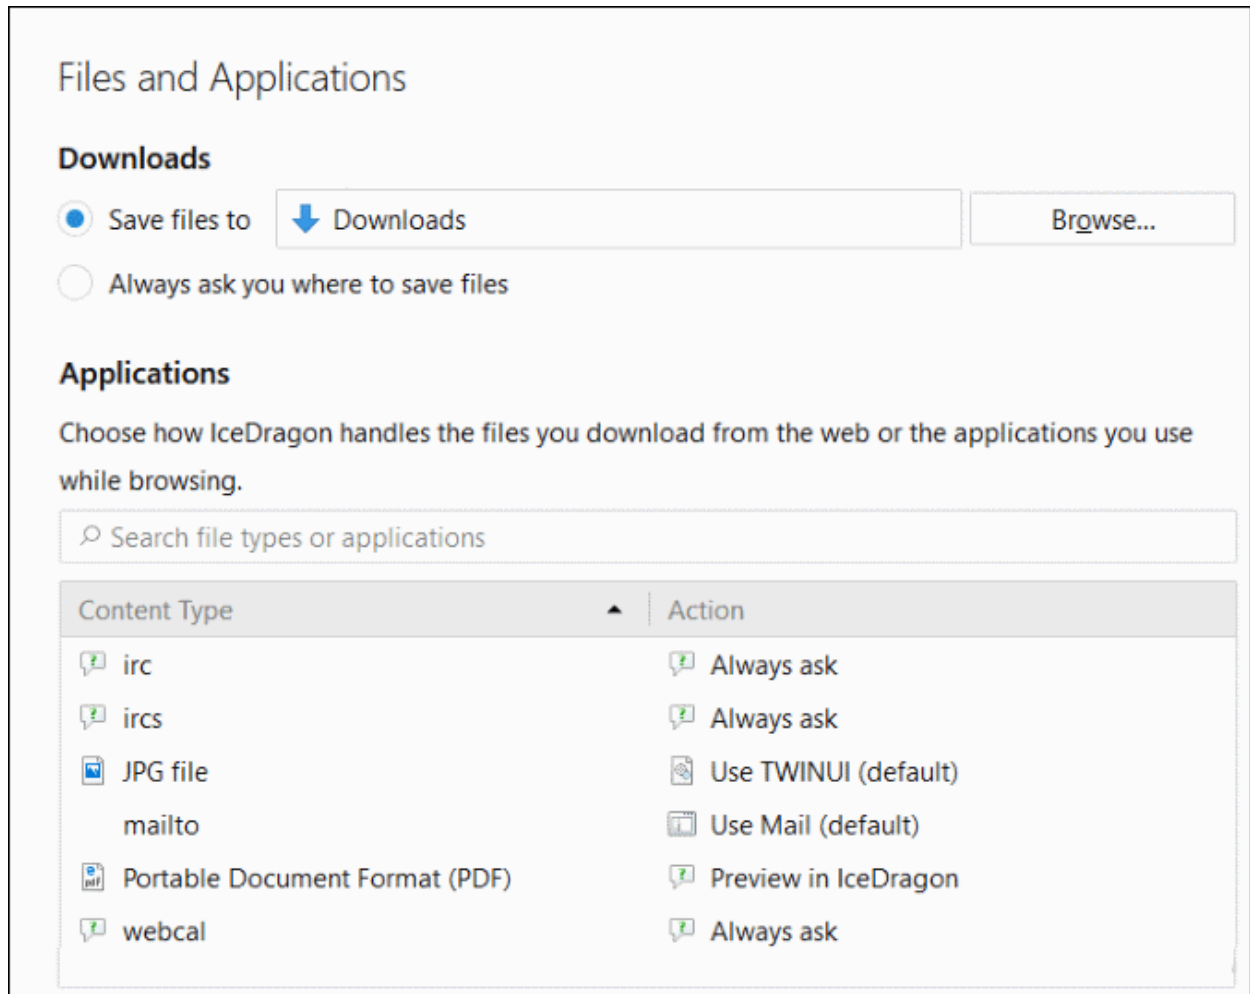 Files and Applications
Downloads
Save files to Downloads Browse...
Always ask you where to save files
Applications
Choose how IceDragon handles the files you download from the web or the applications you use
while browsing.
Search file types or applications
Content Type Action
irc Always ask
ircs Always ask
JPG file Use TWINUI (default)
mailto Use Mail (default)
Portable Document Format (PDF) Preview in IceDragon
webcal Always ask